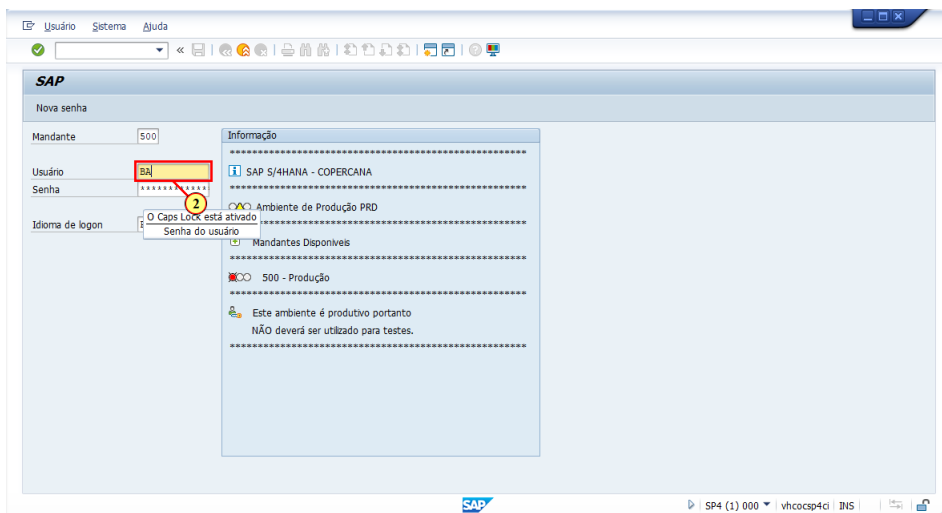 Usuário Sistema Ajuda
SAP
Nova senha
Mandante 500
Informação
****************************************************
Usuário BA
SAP S/4HANA - COPERCANA
Senha ************
****************************************************
2
Ambiente de Produção PRD
O Caps Lock está ativado
****************************************************
Idioma de logon
Senha do usuário
Mandantes Disponiveis
****************************************************
500 - Produção
****************************************************
Este ambiente é produtivo portanto
NÃO deverá ser utilizado para testes.
****************************************************
SAP
SP4 (1) 000 vhcocsp4ci INS